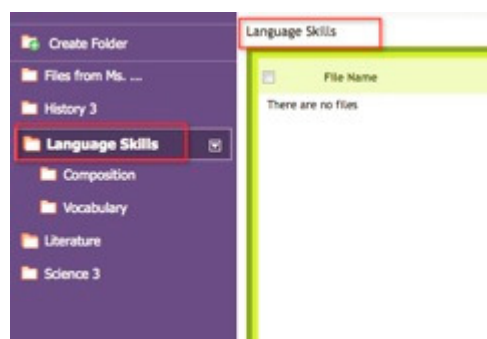 Create Folder
Files from Ms. ...
History 3
Language Skills
Composition
Vocabulary
Literature
Science 3
Language Skills
File Name
There are no files